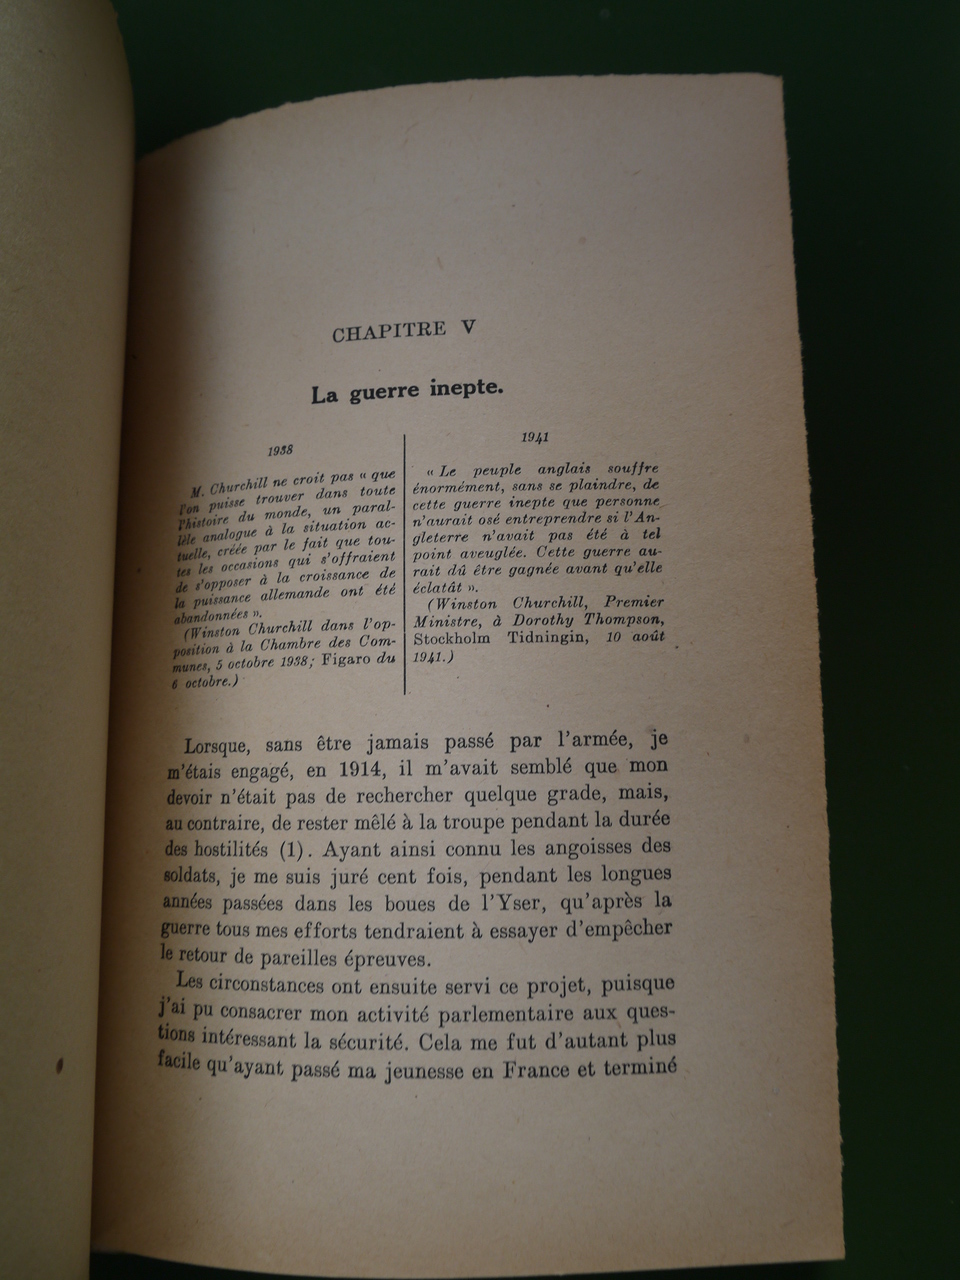 CHAPITRE V
La guerre inepte.
1938
M. Churchill ne croit pas « que
l'on puisse trouver dans toute
l'histoire du monde, un paral-
lèle analogue à la situation ac-
tuelle, créée par le fait que tou-
tes les occasions qui s'offraient
de s'opposer à la croissance de
la puissance allemande ont été
abandonnées ».
(Winston Churchill dans l'op-
position à la Chambre des Com-
munes, 5 octobre 1938; Figaro du
6 octobre.)
1941
« Le peuple anglais souffre
énormément, sans se plaindre, de
cette guerre inepte que personne
n'aurait osé entreprendre si l'An-
gleterre n'avait pas été à tel
point aveuglée. Cette guerre au-
rait dû être gagnée avant qu'elle
éclatât ».
(Winston Churchill, Premier
Ministre, à Dorothy Thompson,
Stockholm Tidningin, 10 août
1941.)
Lorsque, sans être jamais passé par l'armée, je
m'étais engagé, en 1914, il m'avait semblé que mon
devoir n'était pas de rechercher quelque grade, mais,
au contraire, de rester mêlé à la troupe pendant la durée
des hostilités (1). Ayant ainsi connu les angoisses des
soldats, je me suis juré cent fois, pendant les longues
années passées dans les boues de l'Yser, qu'après la
guerre tous mes efforts tendraient à essayer d'empêcher
le retour de pareilles épreuves.
Les circonstances ont ensuite servi ce projet, puisque
j'ai pu consacrer mon activité parlementaire aux ques-
tions intéressant la sécurité. Cela me fut d'autant plus
facile qu'ayant passé ma jeunesse en France et terminé